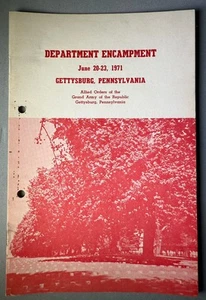 DEPARTMENT ENCAMPMENT
June 20-23, 1971
GETTYSBURG, PENNSYLVANIA
Allied Orders of the
Grand Army of the Republic
Gettysburg, Pennsylvania